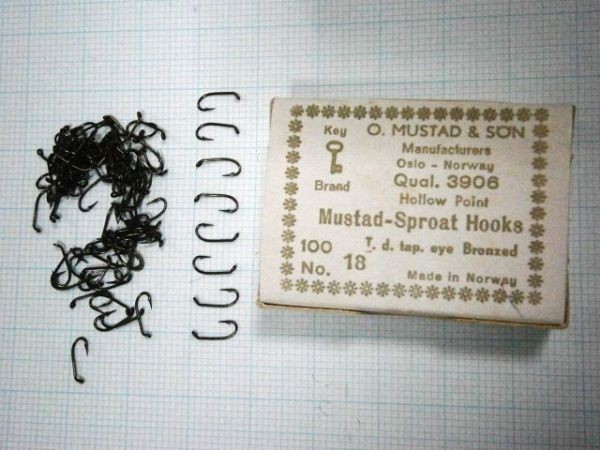 Key O. MUSTAD & SÖN
Manufacturers
Oslo - Norway
Brand Qual. 3906
Hollow Point
Mustad-Sproat Hooks
100 T. d. tap. eye Bronzed
No. 18 Made in Norway